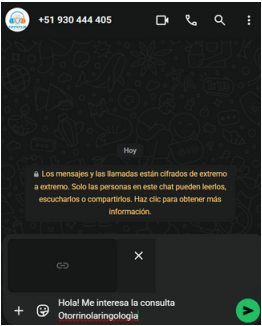 +51 930 444 405
Hoy
Los mensajes y las llamadas están cifrados de extremo
a extremo. Solo las personas en este chat pueden leerlos,
escucharlos o compartirlos. Haz clic para obtener más
información.
Hola! Me interesa la consulta
Otorrinolaringologia